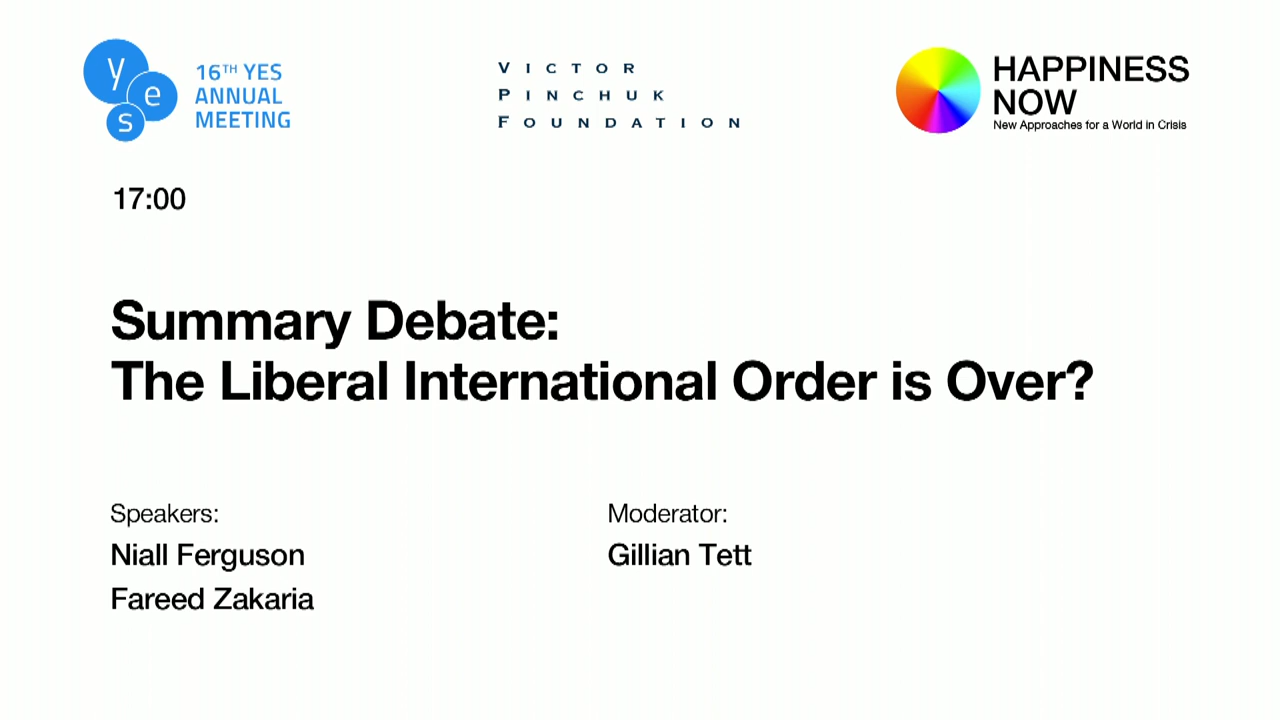 yes
16TH YES
ANNUAL
MEETING
VICTOR
PINCHUK
FOUNDATION
HAPPINESS
NOW
New Approaches for a World in Crisis
17:00
Summary Debate:
The Liberal International Order is Over?
Speakers:
Niall Ferguson
Fareed Zakaria
Moderator:
Gillian Tett